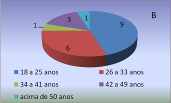 1
3
1
B
9
6
18 a 25 anos
26 a 33 anos
34 a 41 anos
42 a 49 anos
acima de 50 anos